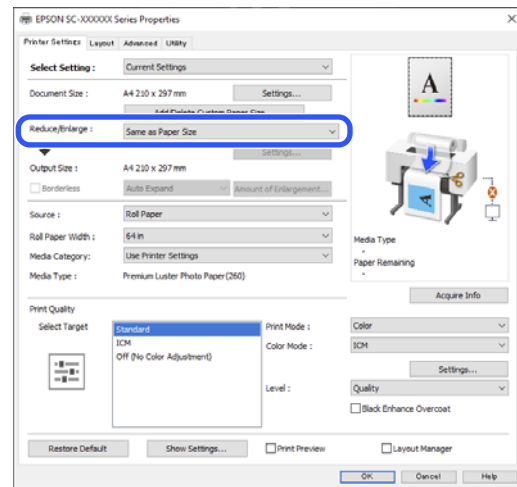 EPSON SC-XXXXXX Series Properties
Printer Settings Layout Advanced Utility
Select Setting : Current Settings
Document Size : A4 210 x 297 mm Settings...
Add/Delete Custom Paper Size...
Reduce/Enlarge : Same as Paper Size
Settings...
Output Size : A4 210 x 297 mm
Borderless Auto Expand Amount of Enlargement...
Source : Roll Paper
Roll Paper Width : 64 in
Media Category: Use Printer Settings
Media Type : Premium Luster Photo Paper(260)
A
Media Type
-
Paper Remaining
-
Acquire Info
Print Quality
Select Target
Standard
ICM
Off (No Color Adjustment)
Print Mode : Color
Color Mode : ICM
Settings...
Level : Quality
Black Enhance Overcoat
Restore Default Show Settings... Print Preview Layout Manager
OK Cancel Help